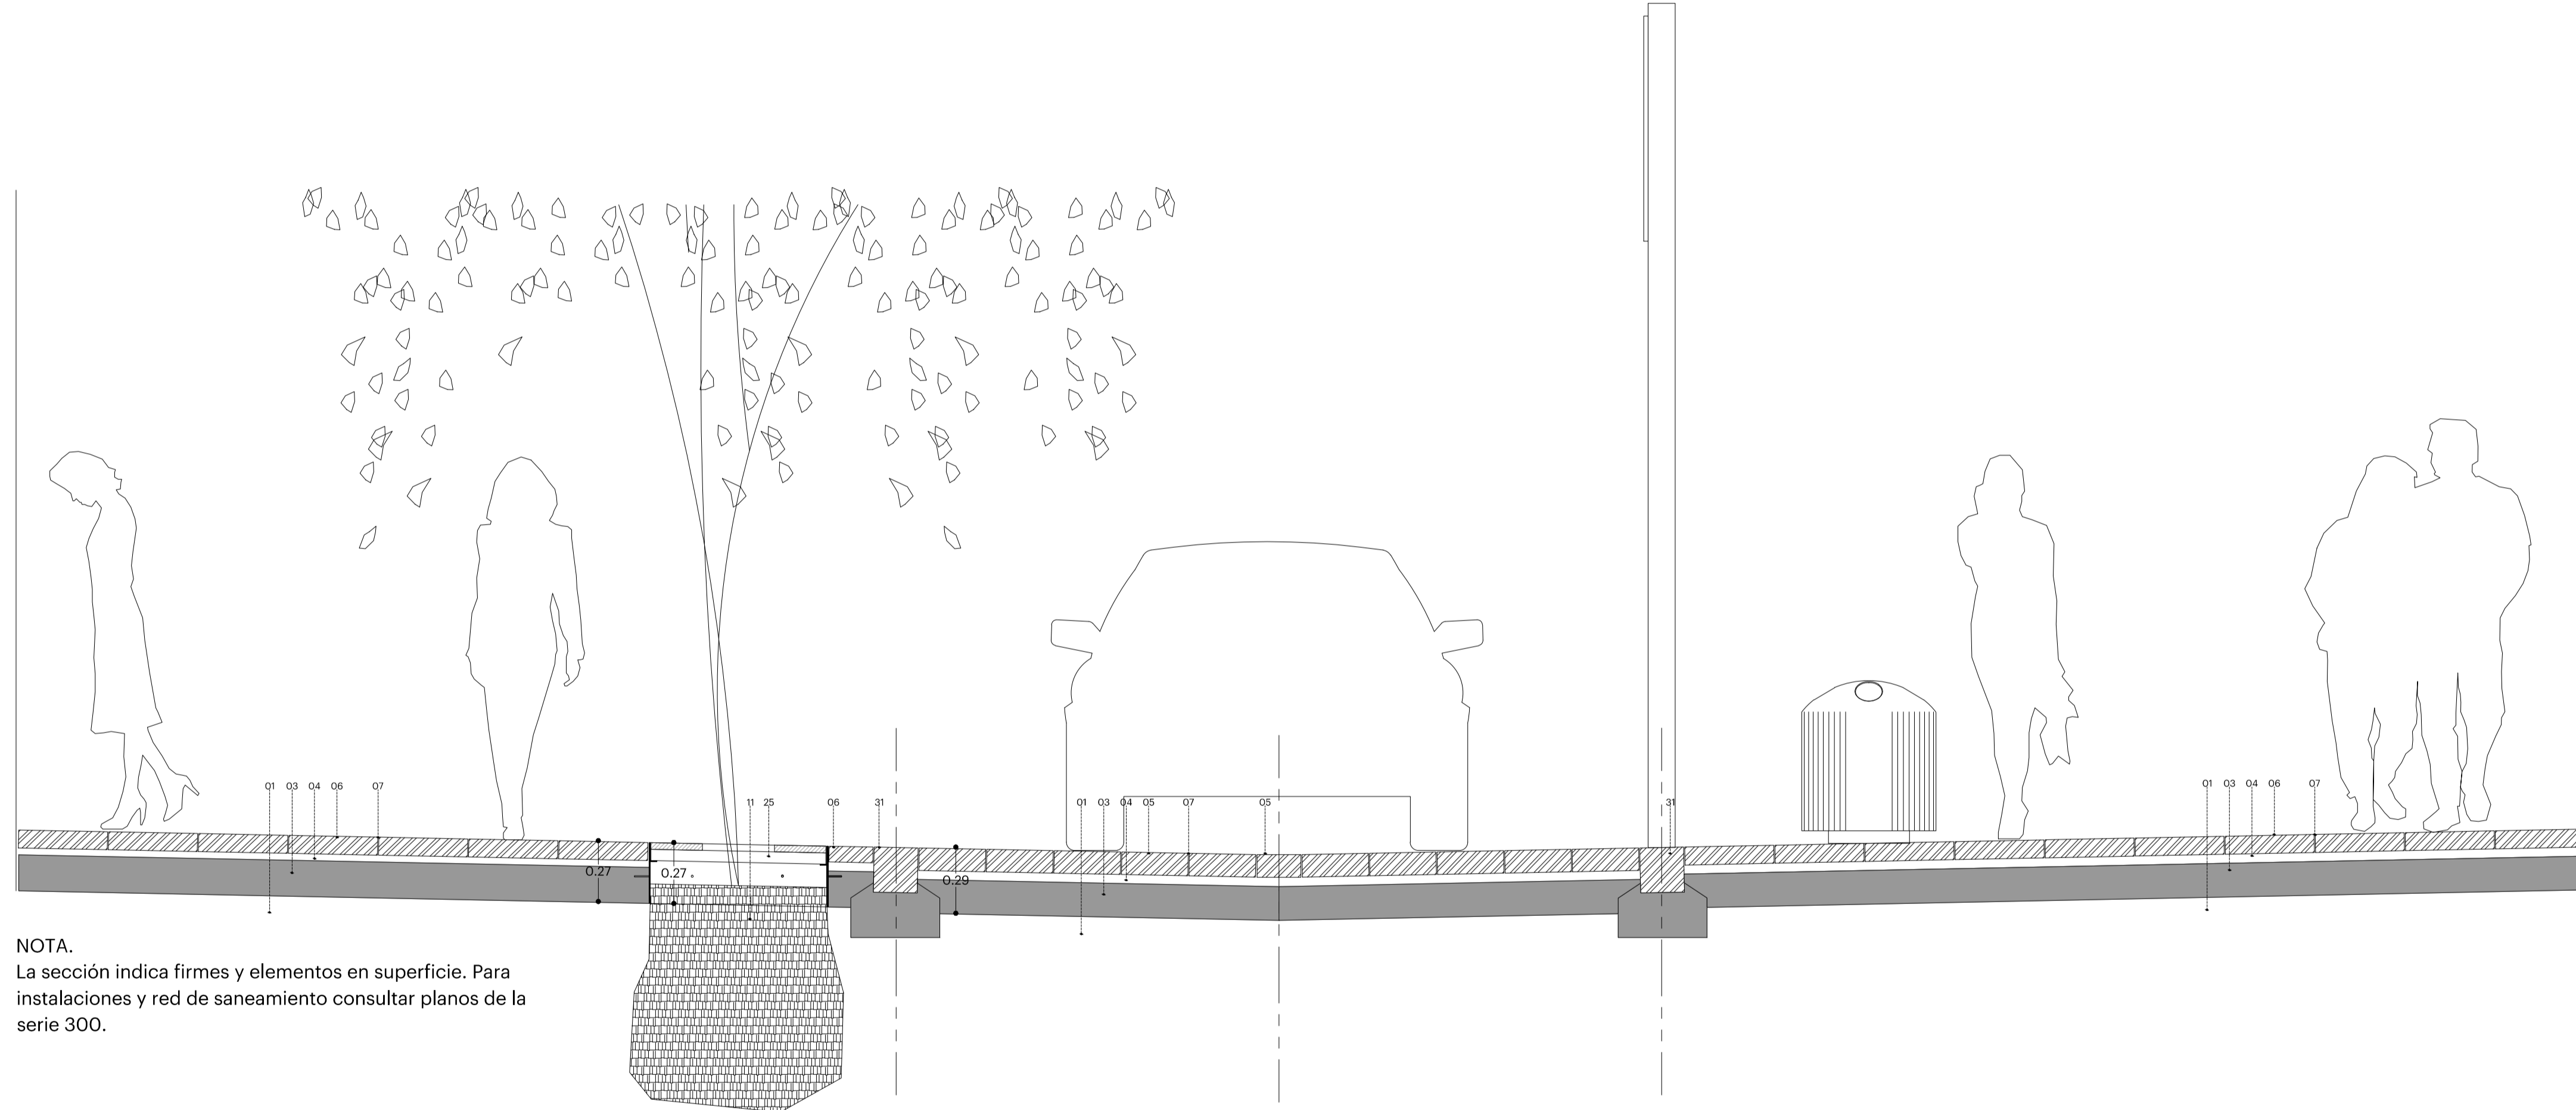 01 03 04 06 07
11 25
06
31
01 03 04 05 07
05
31
01 03 04 06 07
0.27
0.27
0.29
NOTA.
La sección indica firmes y elementos en superficie. Para
instalaciones y red de saneamiento consultar planos de la
serie 300.